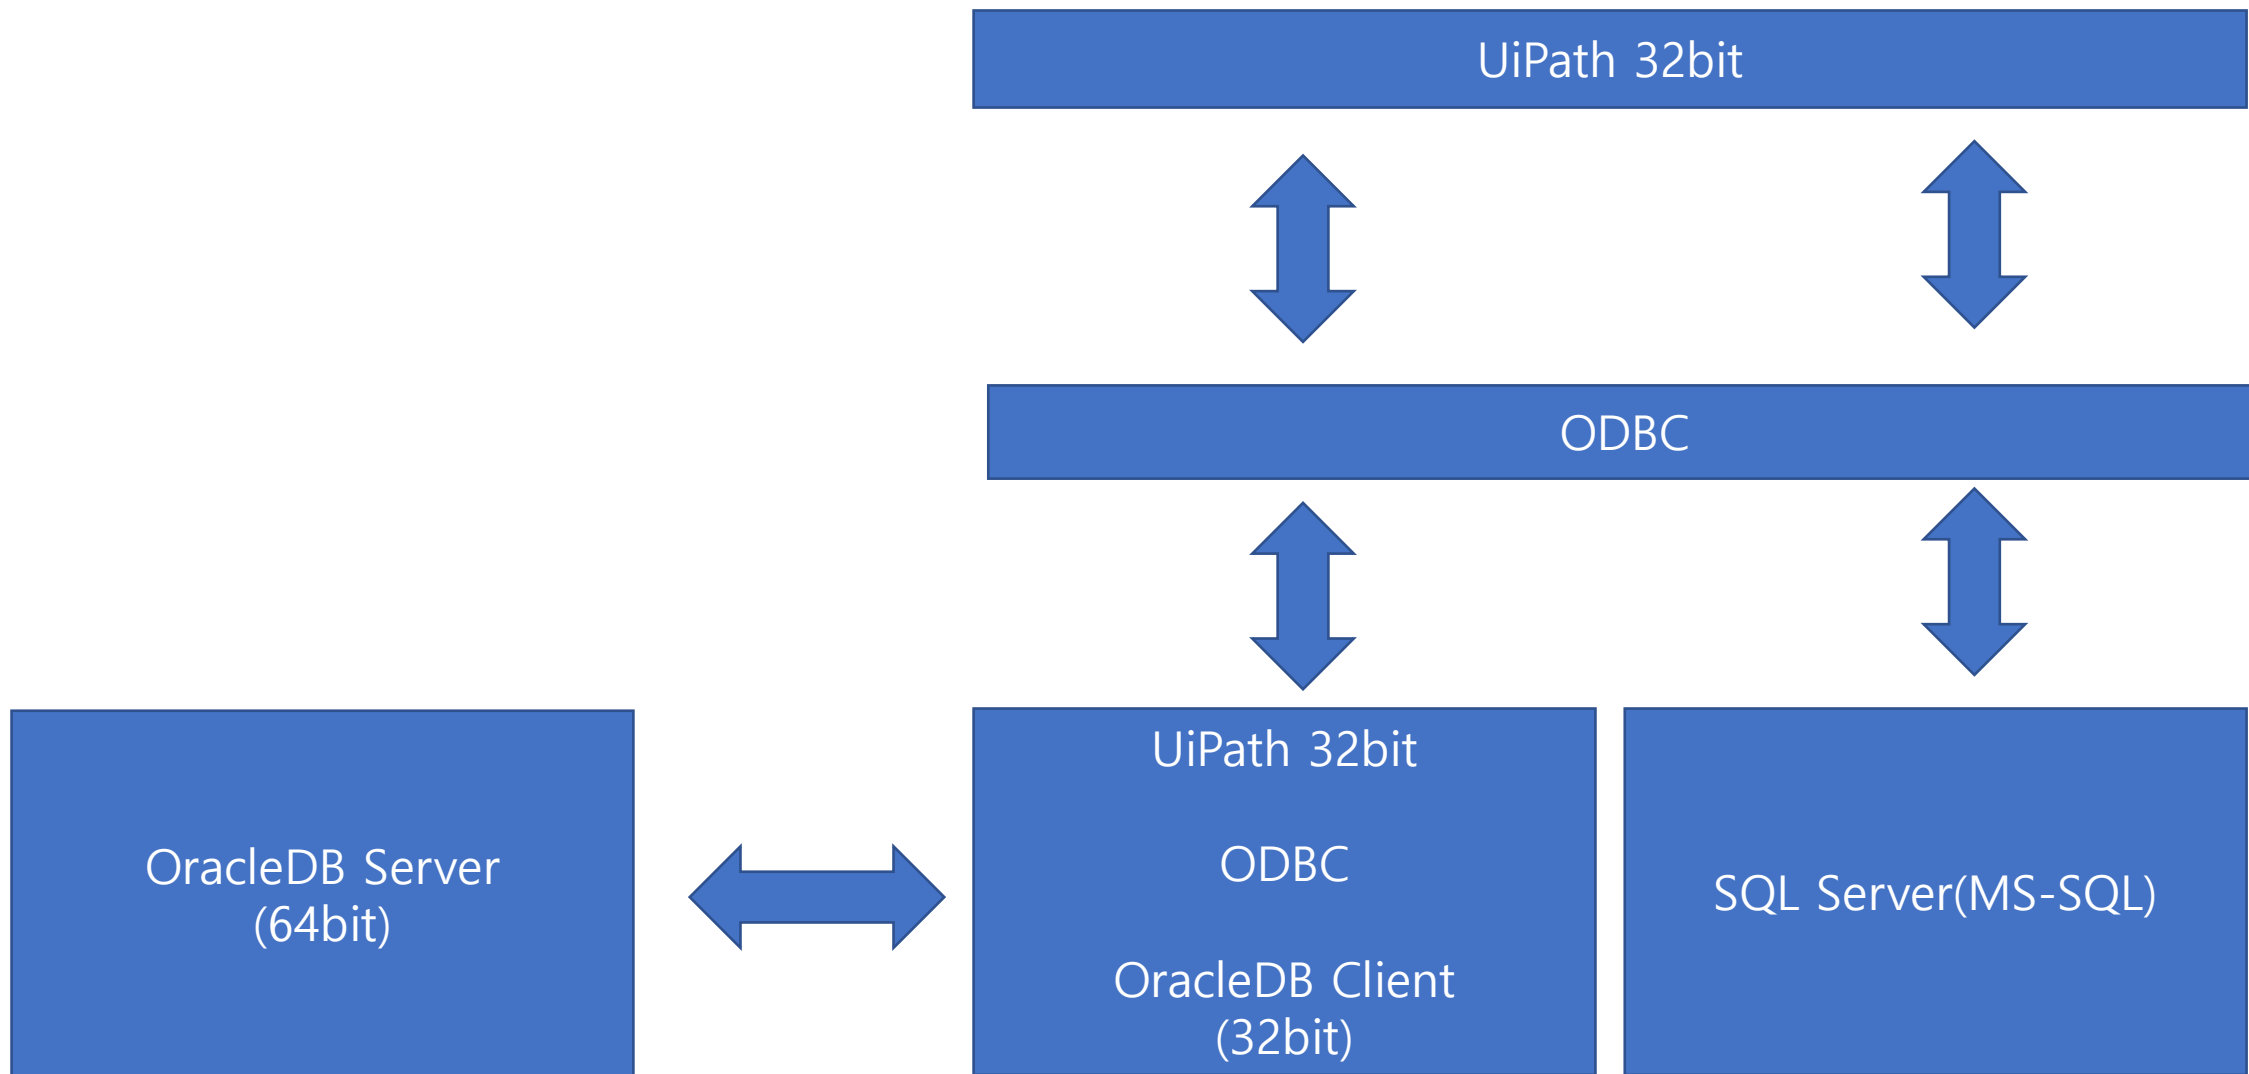 UiPath 32bit
ODBC
OracleDB Server
(64bit)
UiPath 32bit
ODBC
OracleDB Client
(32bit)
SQL Server(MS-SQL)